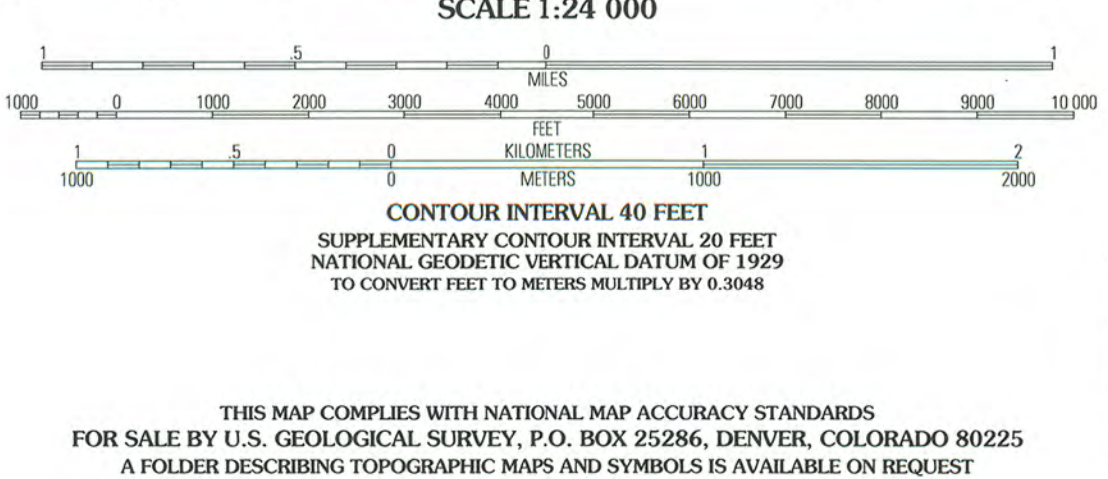 SCALE 1:24 000
1 .5 0 1
MILES
1000 0 1000 2000 3000 4000 5000 6000 7000 8000 9000 10 000
FEET
1 .5 0 KILOMETERS 1 2
1000 0 METERS 1000 2000
CONTOUR INTERVAL 40 FEET
SUPPLEMENTARY CONTOUR INTERVAL 20 FEET
NATIONAL GEODETIC VERTICAL DATUM OF 1929
TO CONVERT FEET TO METERS MULTIPLY BY 0.3048
THIS MAP COMPLIES WITH NATIONAL MAP ACCURACY STANDARDS
FOR SALE BY U.S. GEOLOGICAL SURVEY, P.O. BOX 25286, DENVER, COLORADO 80225
A FOLDER DESCRIBING TOPOGRAPHIC MAPS AND SYMBOLS IS AVAILABLE ON REQUEST